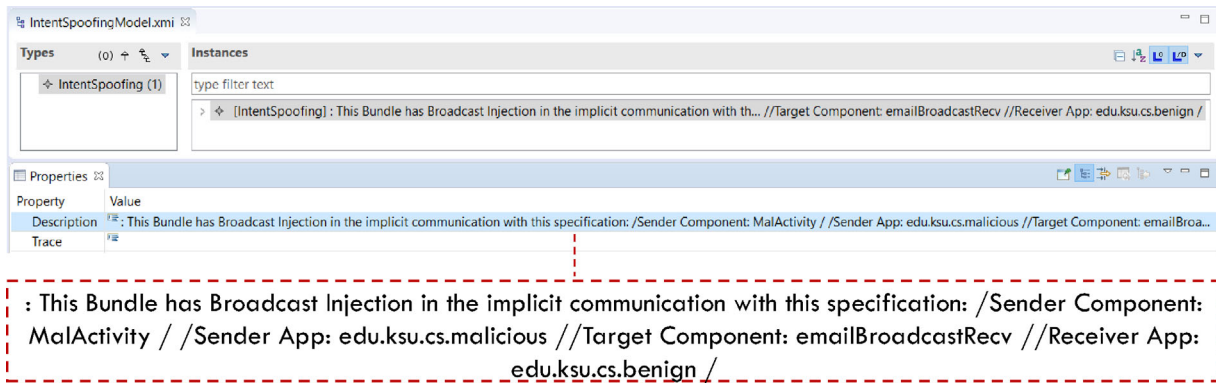 IntentSpoofingModel.xmi
Types (0)
Instances
IntentSpoofing (1)
type filter text
[IntentSpoofing] : This Bundle has Broadcast Injection in the implicit communication with th... //Target Component: emailBroadcastRecv //Receiver App: edu.ksu.cs.benign /
Properties
Property Value
Description : This Bundle has Broadcast Injection in the implicit communication with this specification: /Sender Component: MalActivity / /Sender App: edu.ksu.cs.malicious //Target Component: emailBroa...
Trace
: This Bundle has Broadcast Injection in the implicit communication with this specification: /Sender Component:
MalActivity / /Sender App: edu.ksu.cs.malicious //Target Component: emailBroadcastRecv //Receiver App:
edu.ksu.cs.benign /